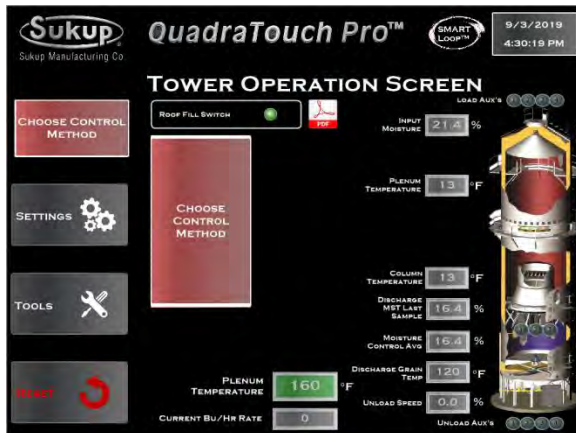 Sukup
Sukup Manufacturing Co
QuadraTouch Pro™
SMART
LOOP™
9/3/2019
4:30:19 PM
TOWER OPERATION SCREEN
LOAD AUX'S
CHOOSE CONTROL
METHOD
ROOF FILL SWITCH
PDF
INPUT
MOISTURE
21.4 %
CHOOSE
CONTROL
METHOD
PLENUM
TEMPERATURE
13 °F
SETTINGS
COLUMN
TEMPERATURE
13 °F
DISCHARGE
MST LAST
SAMPLE
16.4 %
TOOLS
MOISTURE
CONTROL AVG
16.4 %
DISCHARGE GRAIN
TEMP
120 °F
RESET
PLENUM
TEMPERATURE
160 °F
UNLOAD SPEED 0.0 %
CURRENT BU/HR RATE 0
UNLOAD AUX'S